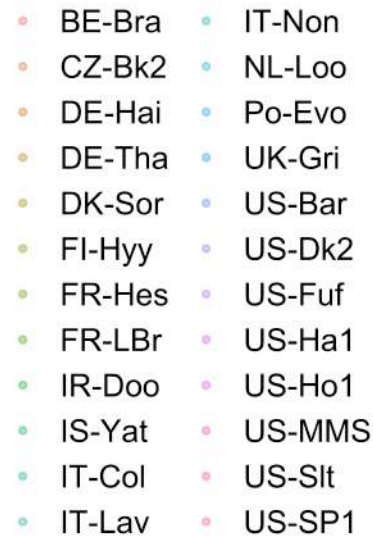 BE-Bra
CZ-Bk2
DE-Hai
DE-Tha
DK-Sor
FI-Hyy
FR-Hes
FR-LBr
IR-Doo
IS-Yat
IT-Col
IT-Lav
IT-Non
NL-Loo
Po-Evo
UK-Gri
US-Bar
US-Dk2
US-Fuf
US-Ha1
US-Ho1
US-MMS
US-Slt
US-SP1